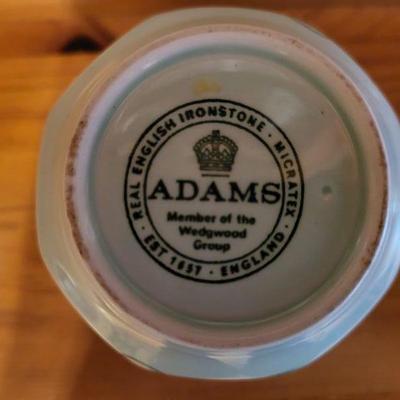 REAL ENGLISH IRONSTONE · MICRATEX
ADAMS
Member of the
Wedgwood
Group
· EST 1657 · ENGLAND ·